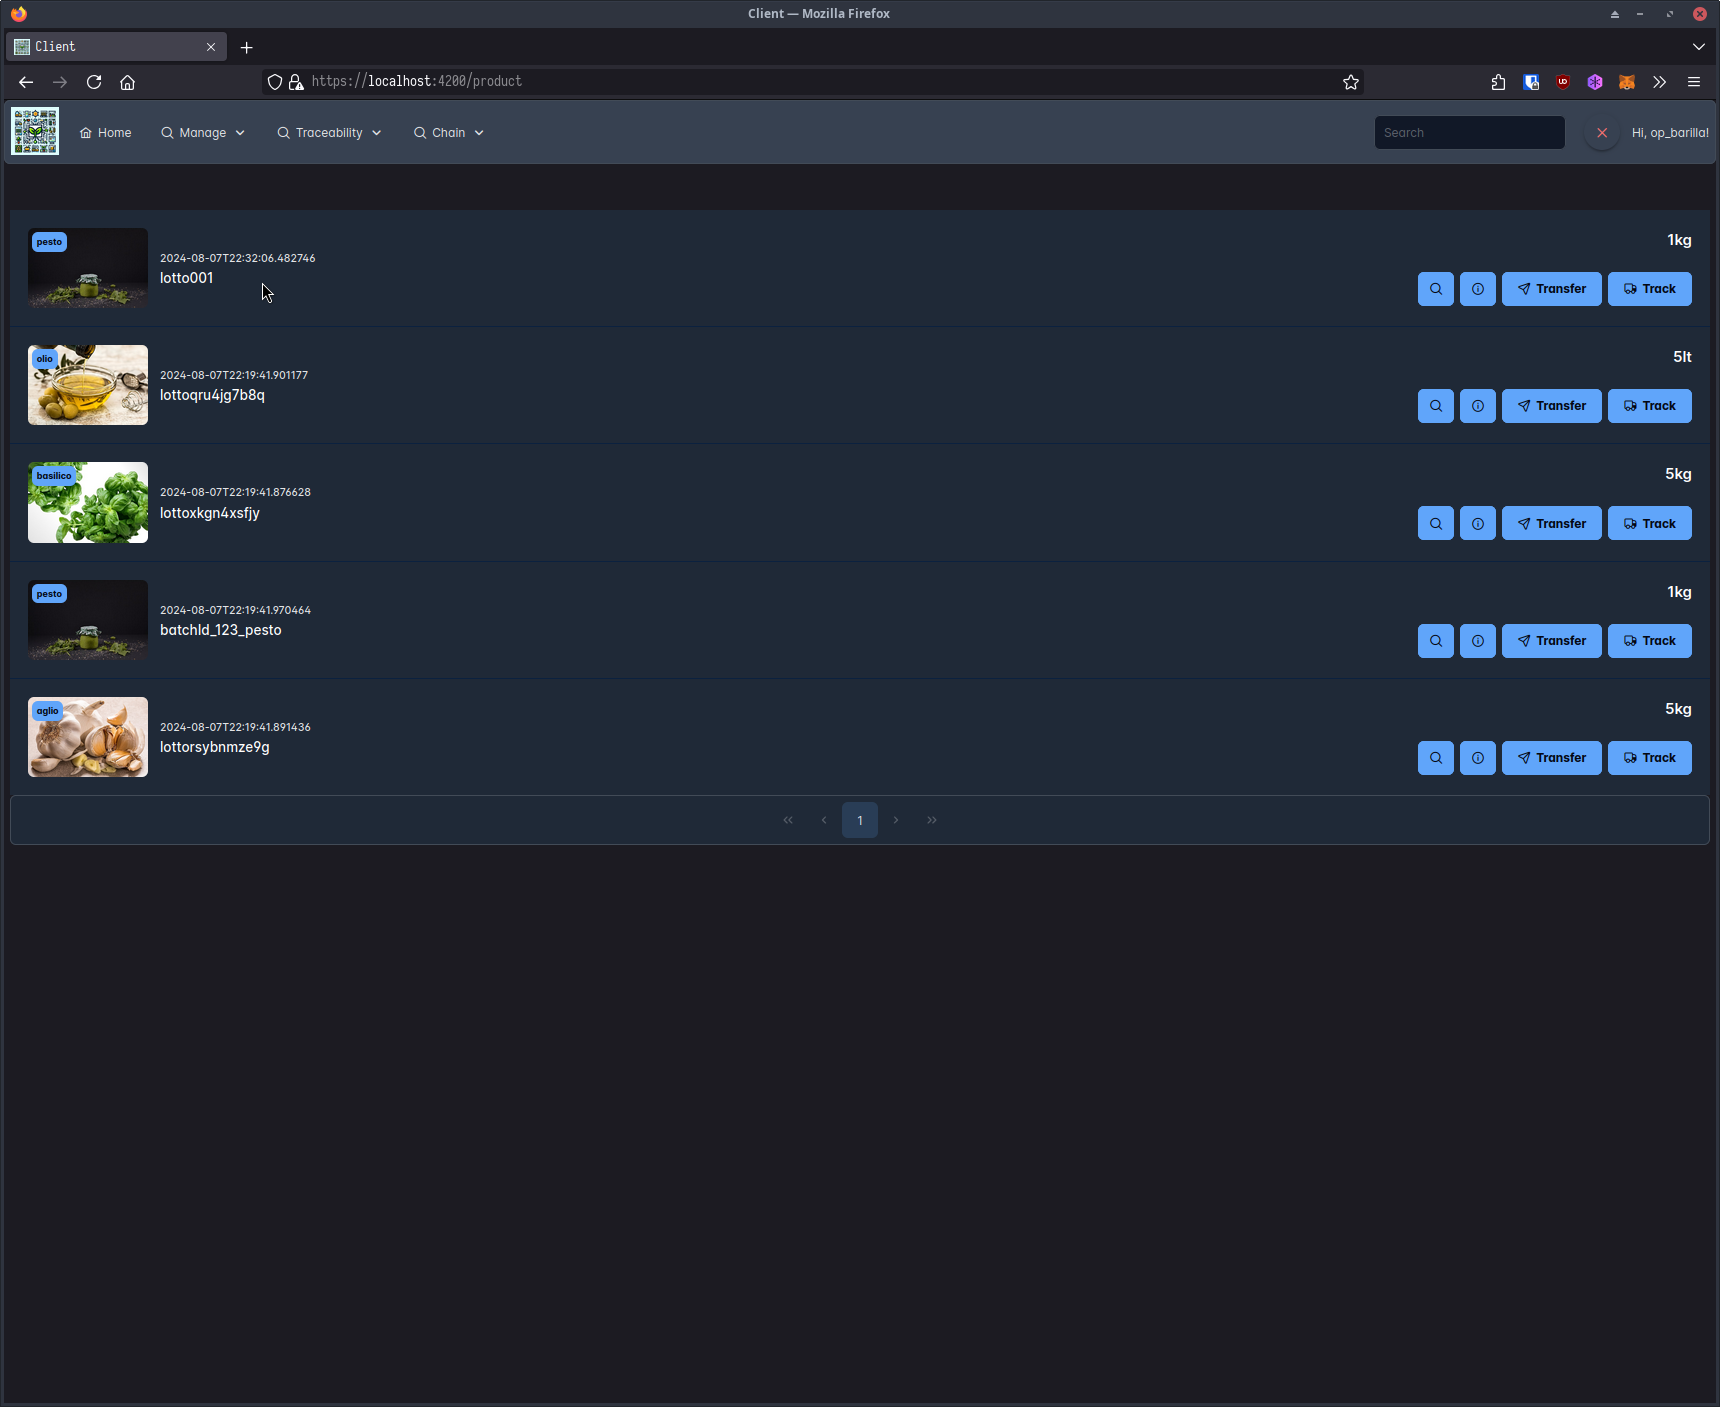 Client — Mozilla Firefox
Client
https://localhost:4200/product
Home
Manage
Traceability
Chain
Search
Hi, op_barilla!
pesto
2024-08-07T22:32:06.482746
lotto001
1kg
Transfer
Track
olio
2024-08-07T22:19:41.901177
lottoqru4jg7b8q
5lt
Transfer
Track
basilico
2024-08-07T22:19:41.876628
lottoxkgn4xsfjy
5kg
Transfer
Track
pesto
2024-08-07T22:19:41.970464
batchId_123_pesto
1kg
Transfer
Track
aglio
2024-08-07T22:19:41.891436
lottorsybnmze9g
5kg
Transfer
Track
1